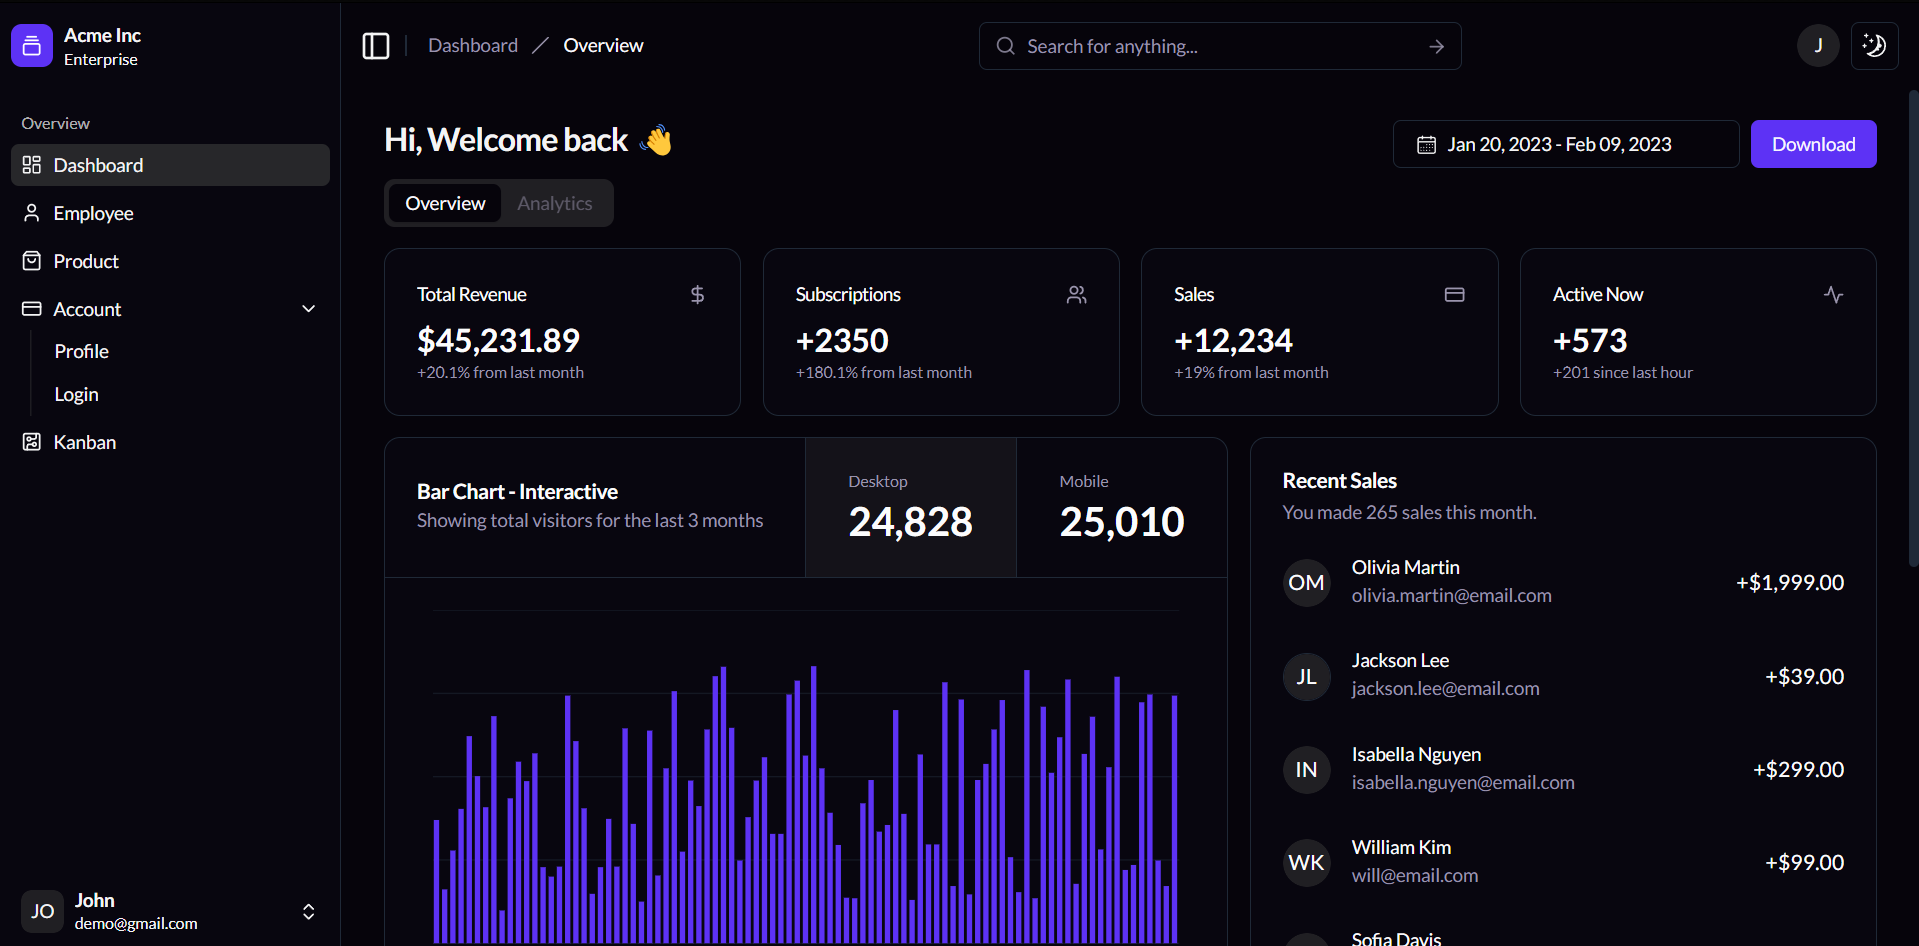 Acme Inc
Enterprise
Overview
Dashboard
Employee
Product
Account
Profile
Login
Kanban
JO
John
demo@gmail.com
Dashboard
Overview
Search for anything...
J
Hi, Welcome back 👋
Jan 20, 2023 - Feb 09, 2023
Download
Overview
Analytics
Total Revenue
$45,231.89
+20.1% from last month
Subscriptions
+2350
+180.1% from last month
Sales
+12,234
+19% from last month
Active Now
+573
+201 since last hour
Bar Chart - Interactive
Showing total visitors for the last 3 months
Desktop
24,828
Mobile
25,010
Recent Sales
You made 265 sales this month.
OM
Olivia Martin
olivia.martin@email.com
+$1,999.00
JL
Jackson Lee
jackson.lee@email.com
+$39.00
IN
Isabella Nguyen
isabella.nguyen@email.com
+$299.00
WK
William Kim
will@email.com
+$99.00
Sofia Davis